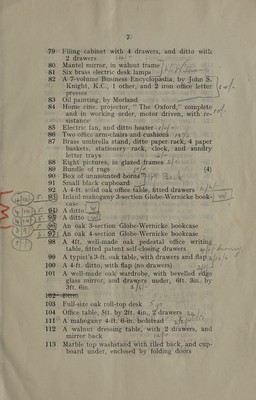 7
79 Filing cabinet with 4 drawers, and ditto with
2 drawers
80 Mantel mirror, in walnut frame
81 Six brass electric desk lamps
82 A 7-volume Business Encyclopædia, by John S.
Knight, K.C., 1 other, and 2 iron office letter
presses
83 Oil painting, by Morland
84 Home cine. projector, "The Oxford," complete
and in working order, motor driven, with re-
sistance
85 Electric fan, and ditto heater
86 Two office arm-chairs and cushions
87 Brass umbrella stand, ditto paper rack, 4 paper
baskets, stationery rack, clock, and sundry
letter trays
88 Eight pictures, in glazed frames
89 Bundle of rugs (4)
90 Box of unmounted horns
91 Small black cupboard
92 A 4-ft. solid oak office table, fitted drawers
93 Inlaid mahogany 3-section Globe-Wernicke book-
case
94 A ditto
95 A ditto
96 An oak 3-section Globe-Wernicke bookcase
97 An oak 4-section Globe-Wernicke bookcase
98 A 4ft. well-made oak pedestal office writing
table, fitted patent self-closing drawers
99 A typist's 3-ft. oak table, with drawers and flap
100 A 4-ft. ditto, with flap (no drawers)
101 A well-made oak wardrobe, with bevelled edge
glass mirror, and drawers under, 6ft. 3in. by
3ft. 6in.
102 Ditto
103 Full-size oak roll-top desk
104 Office table, 5ft. by 2ft. 4in., 2 drawers
111 A mahogany 4-ft. 6-in. bedstead
112 A walnut dressing table, with 2 drawers, and
mirror back
113 Marble top washstand with tiled back, and cup-
board under, enclosed by folding doors